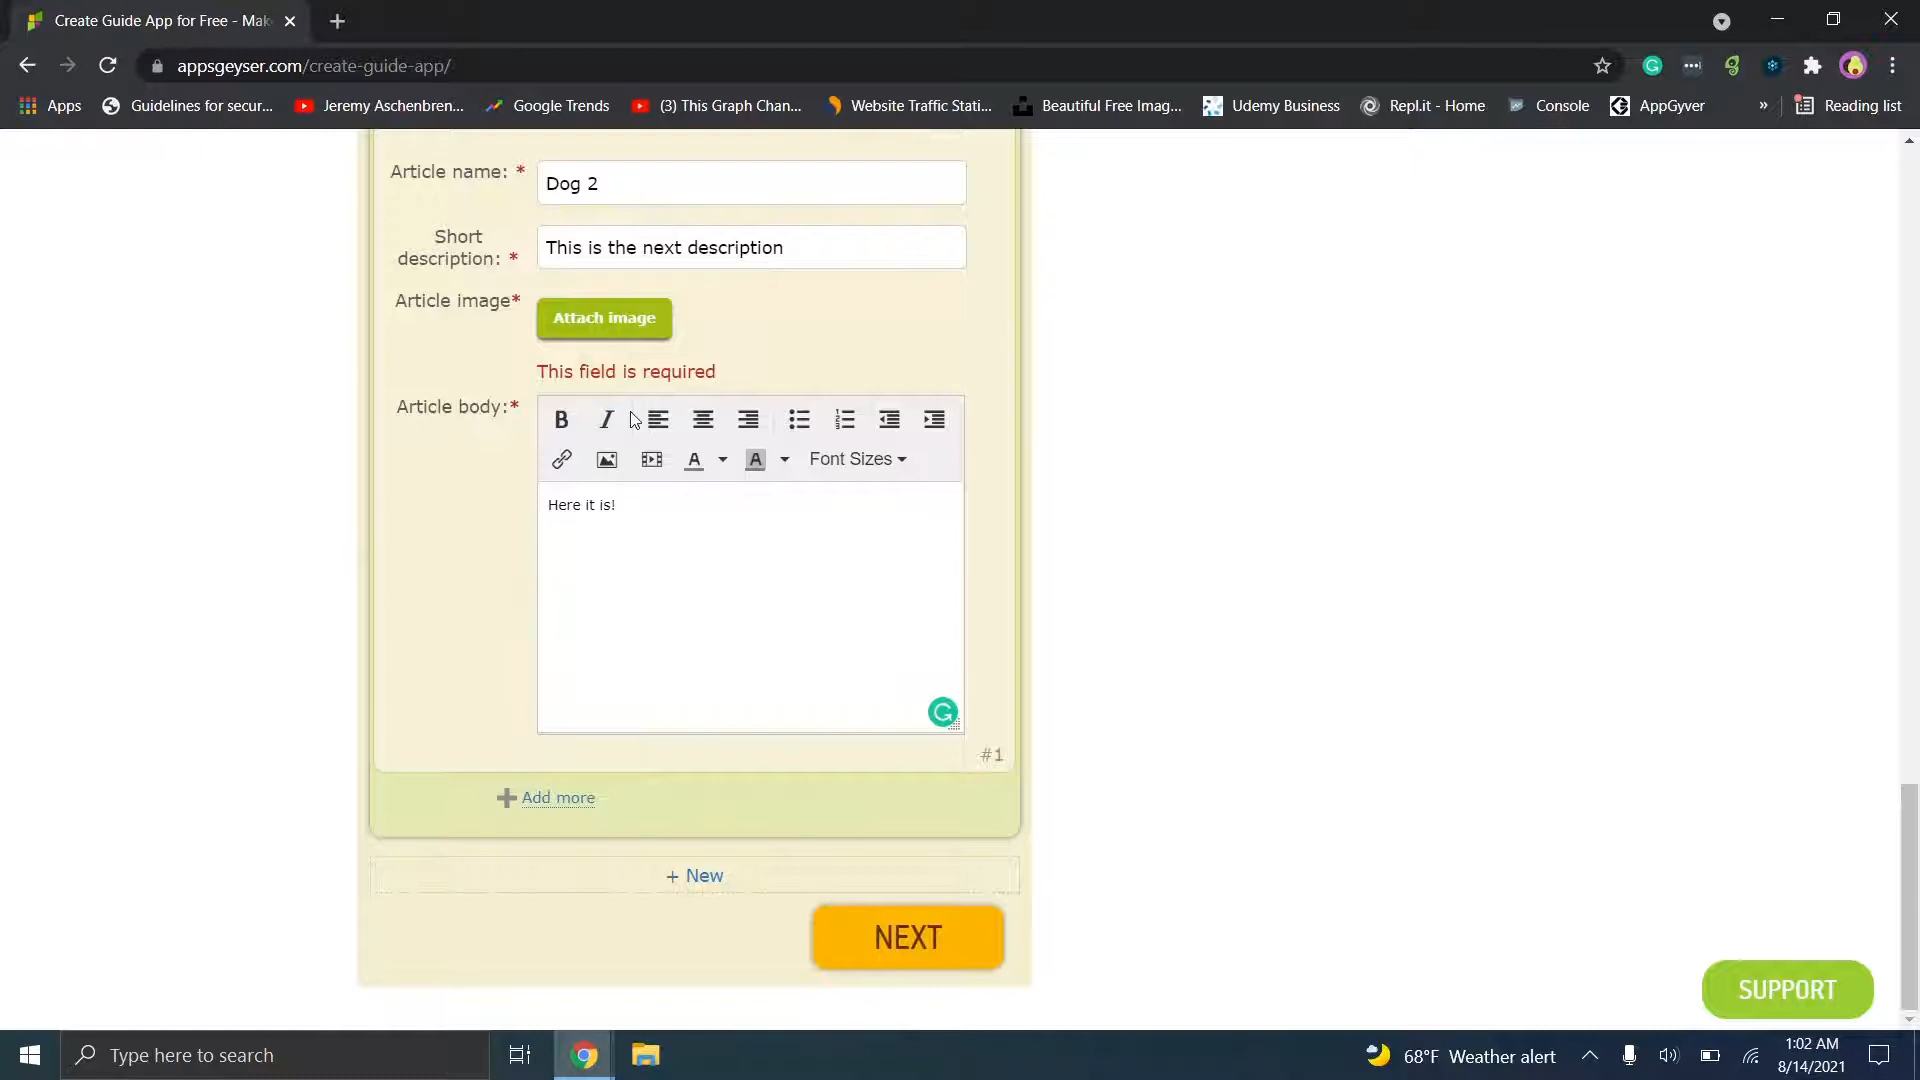 Create Guide App for Free - Mak
appsgeyser.com/create-guide-app/
Apps
Guidelines for secur...
Jeremy Aschenbren...
Google Trends
(3) This Graph Chan...
Website Traffic Stati...
Beautiful Free Imag...
Udemy Business
Repl.it - Home
Console
AppGyver
»
Reading list
Article name: *
Dog 2
Short
description: *
This is the next description
Article image*
Attach image
This field is required
Article body:*
B I
A A Font Sizes
Here it is!
#1
Add more
+ New
NEXT
SUPPORT
Type here to search
68°F Weather alert
1:02 AM
8/14/2021